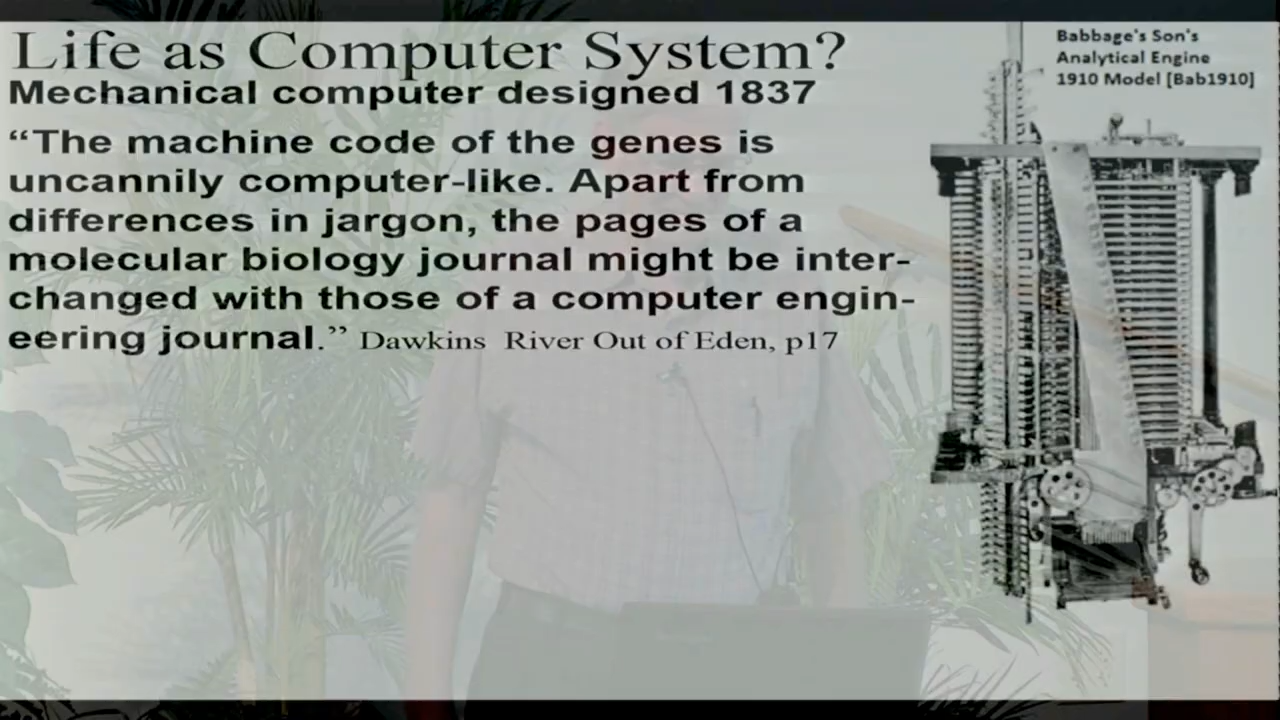 Life as Computer System?
Mechanical computer designed 1837
“The machine code of the genes is
uncannily computer-like. Apart from
differences in jargon, the pages of a
molecular biology journal might be inter-
changed with those of a computer engin-
eering journal.” Dawkins River Out of Eden, p17
Babbage's Son's
Analytical Engine
1910 Model [Bab1910]